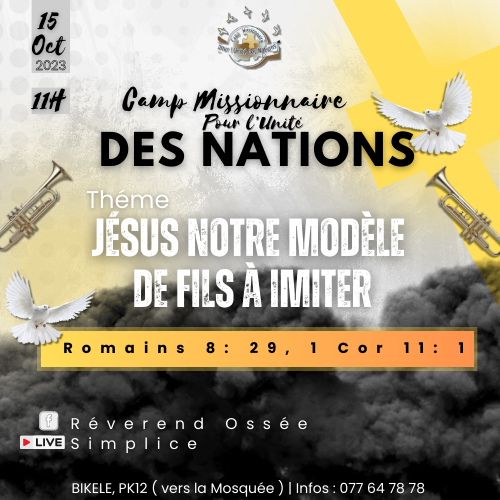 15
Oct
2023
11H
Camp Missionnaire
Pour l'Unité
DES NATIONS
Théme
JÉSUS NOTRE MODÈLE
DE FILS À IMITER
Romains 8: 29, 1 Cor 11: 1
Réverend Ossée
LIVE Simplice
BIKELE, PK12 ( vers la Mosquée ) | Infos : 077 64 78 78